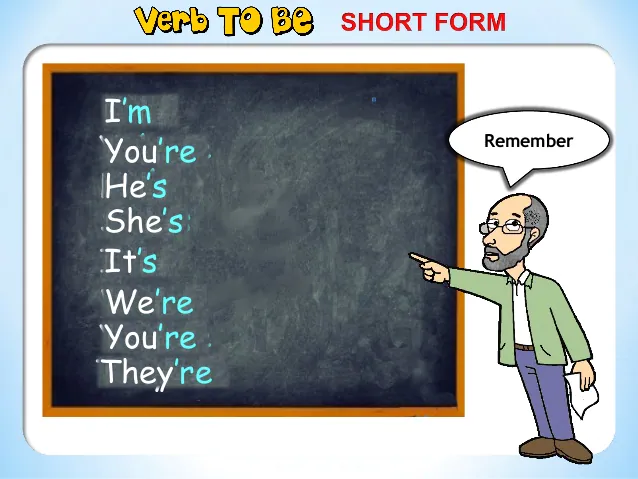 Verb TO BE SHORT FORM
I'm
You're
He's
She's
It's
We're
You're
They're
Remember